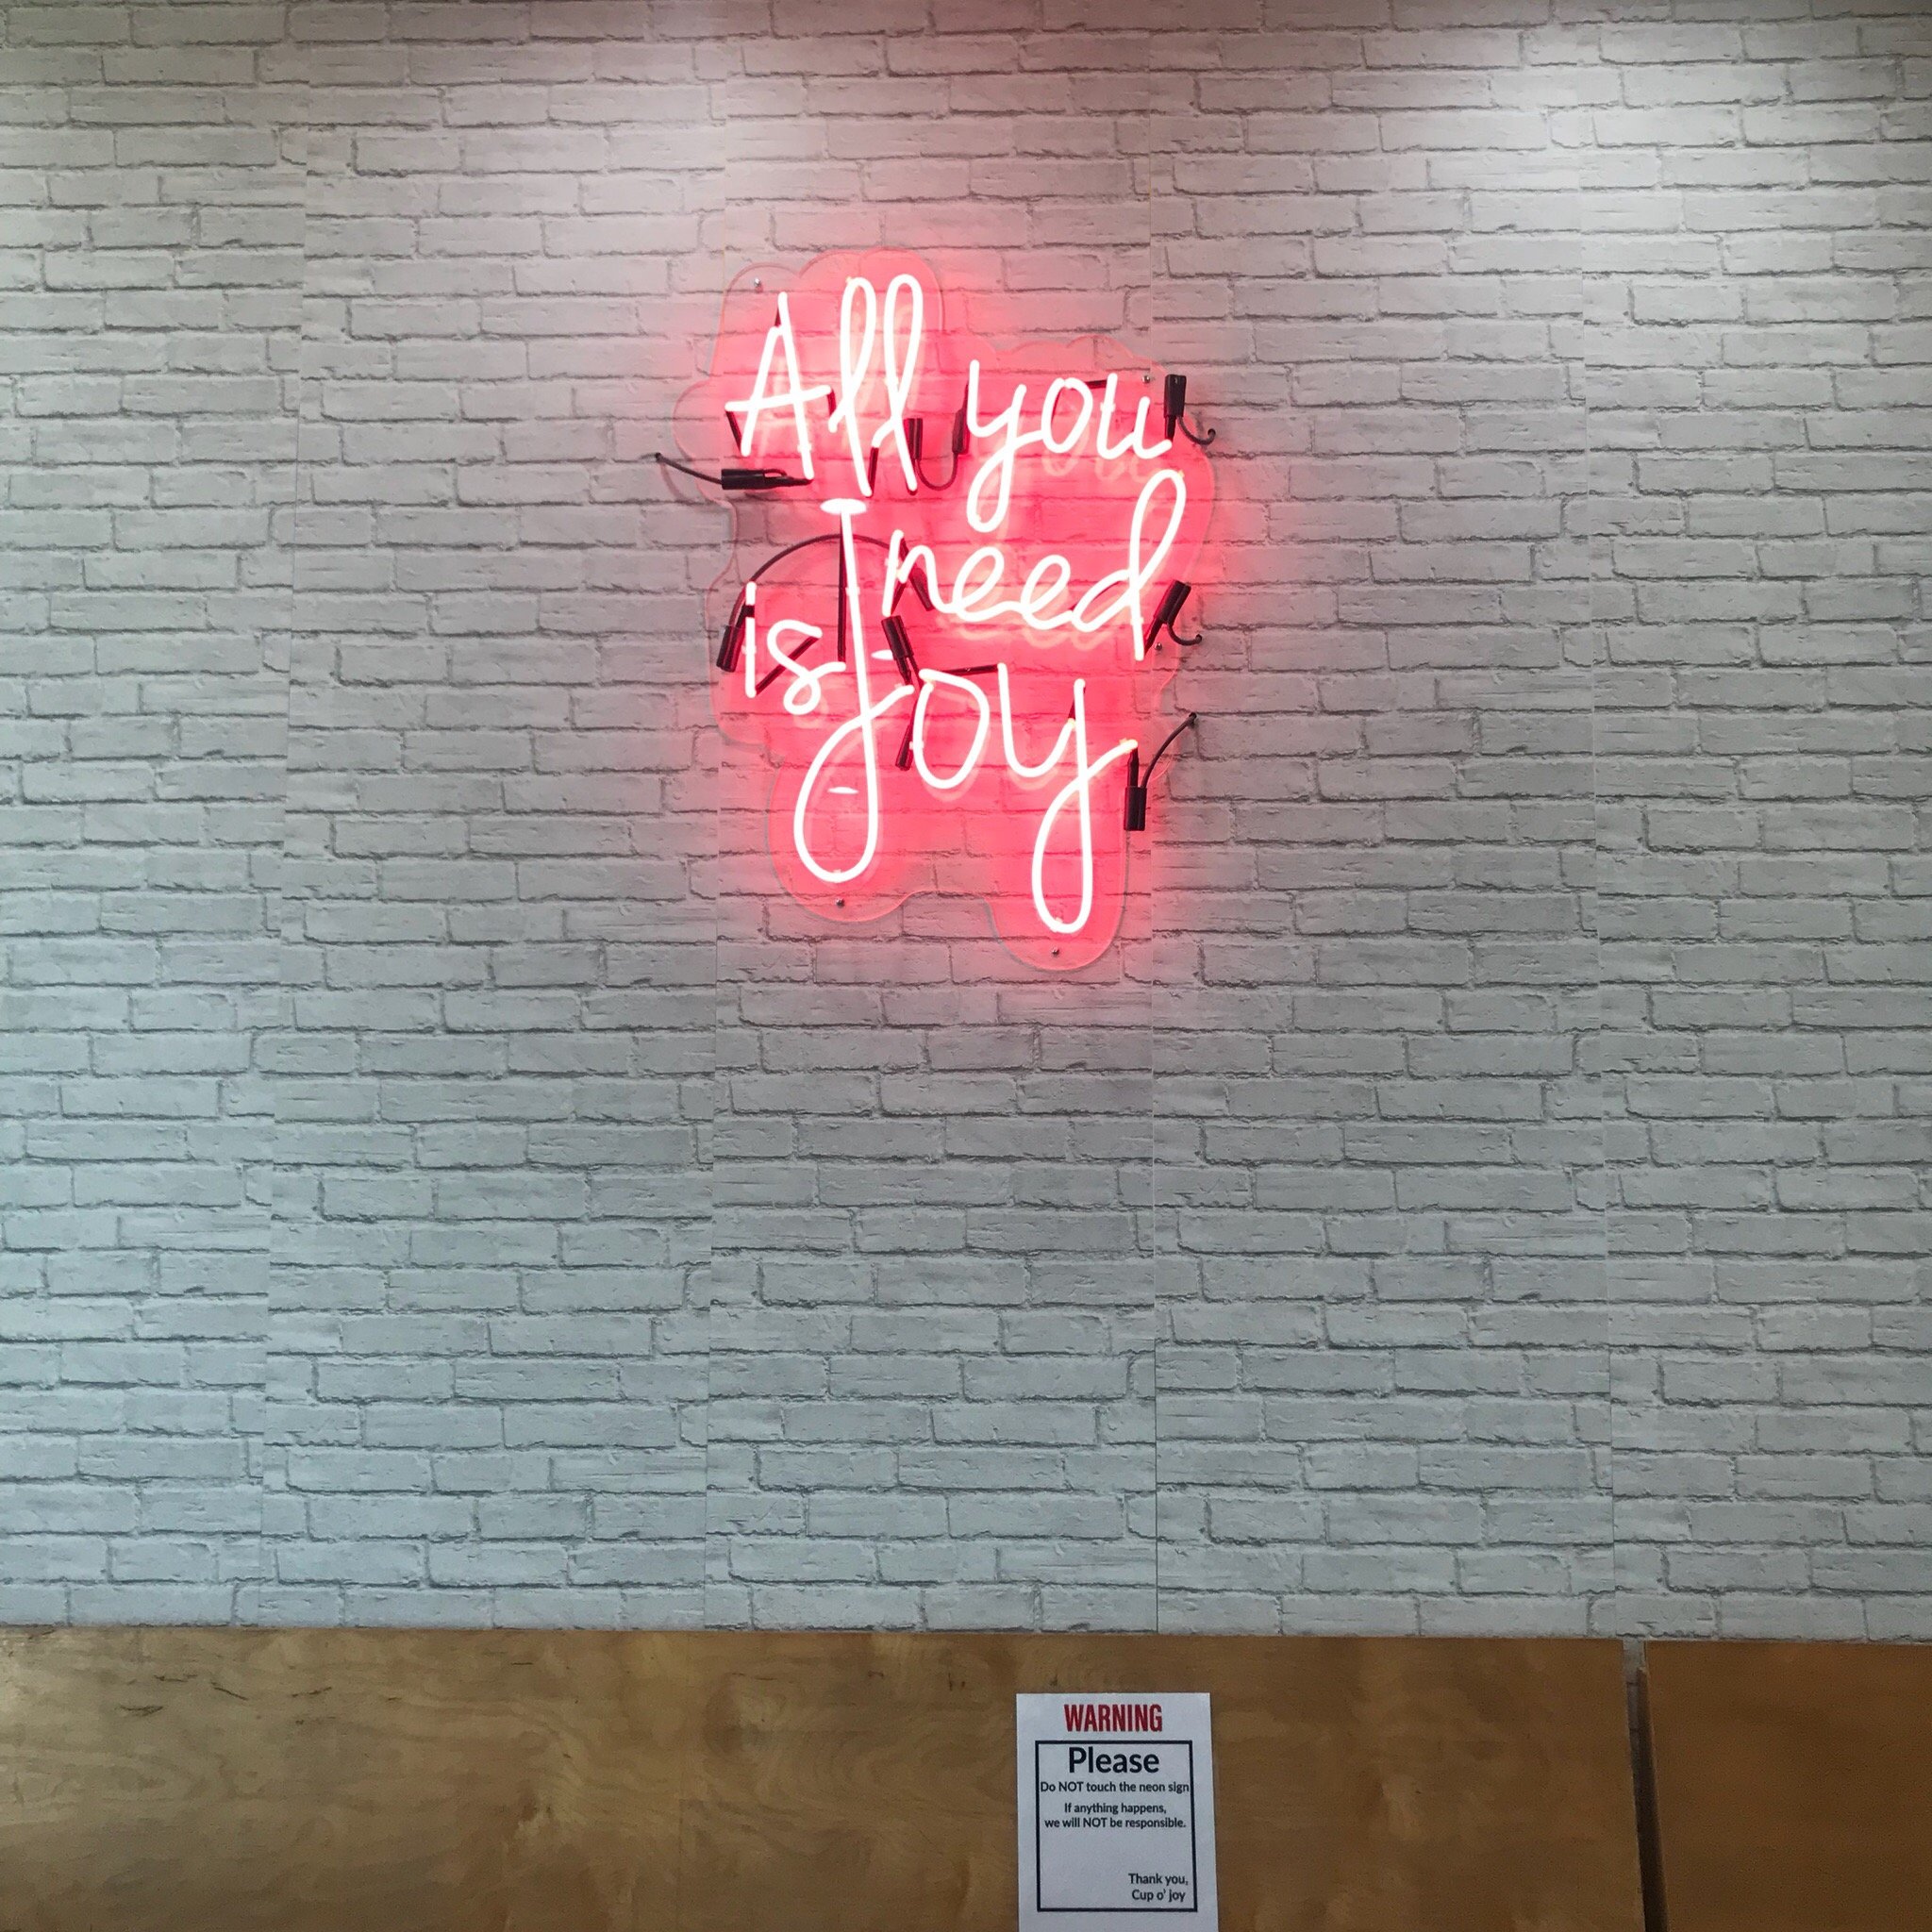 All you
need
is Joy
WARNING
Please
Do NOT touch the neon sign
If anything happens,
we will NOT be responsible.
Thank you,
Cup o' joy